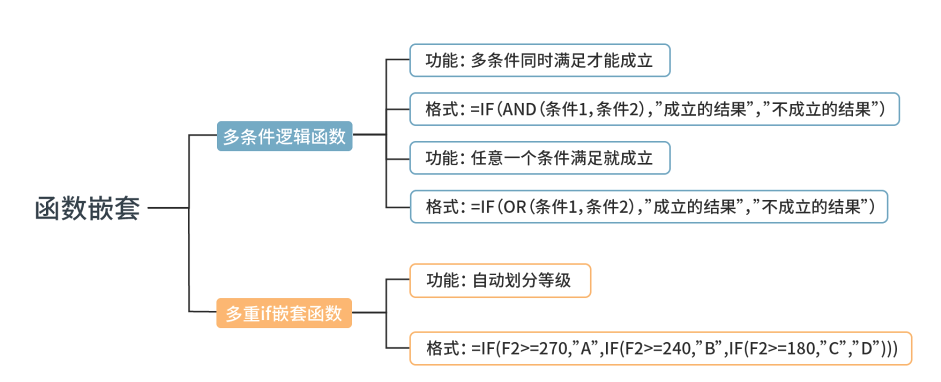 函数嵌套
多条件逻辑函数
功能：多条件同时满足才能成立
格式：=IF（AND（条件1，条件2），”成立的结果”，”不成立的结果”）
功能：任意一个条件满足就成立
格式：=IF（OR（条件1，条件2），”成立的结果”，”不成立的结果”）
多重if嵌套函数
功能：自动划分等级
格式：=IF(F2>=270,”A”,IF(F2>=240,”B”,IF(F2>=180,”C”,”D”)))